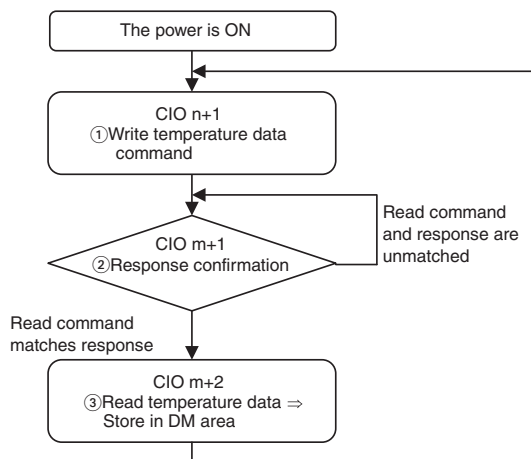 The power is ON
CIO n+1
①Write temperature data
command
CIO m+1
②Response confirmation
Read command
and response are
unmatched
Read command
matches response
CIO m+2
③Read temperature data ⇒
Store in DM area